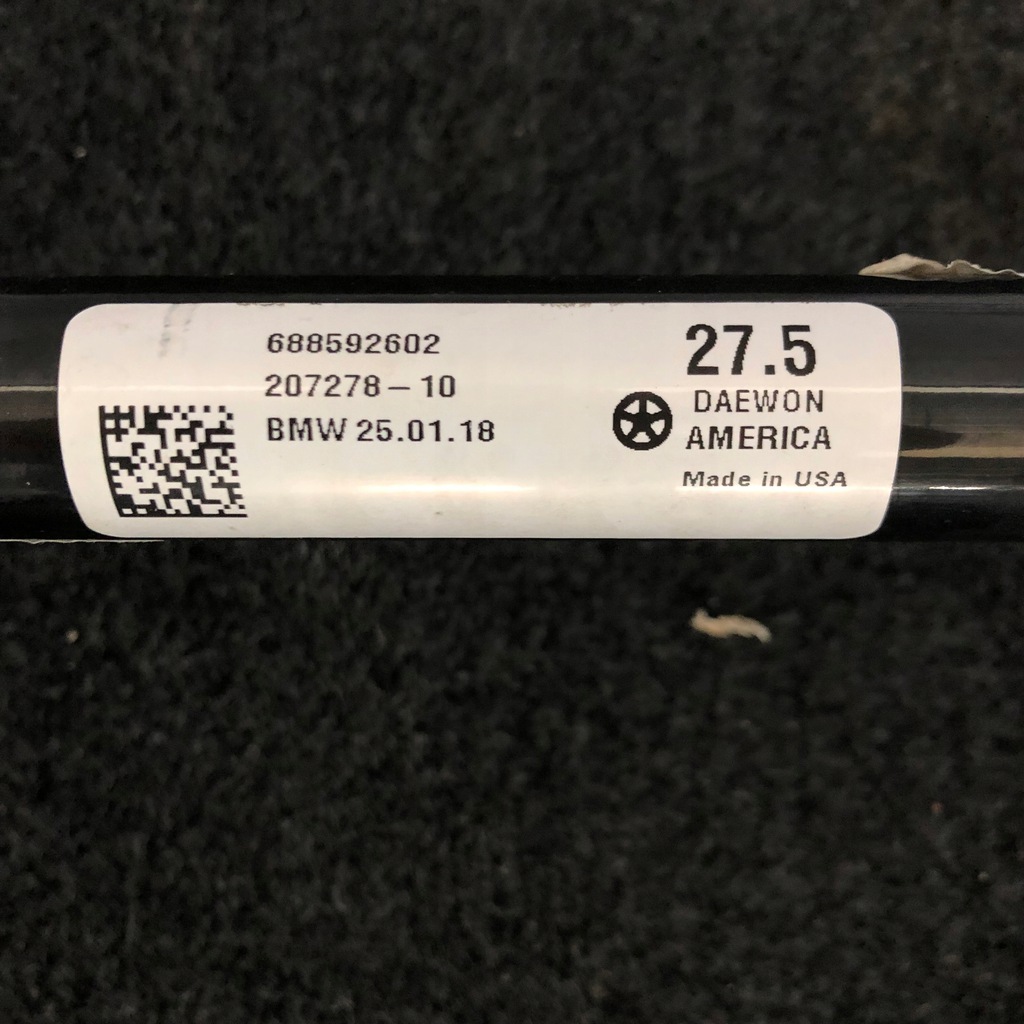 688592602
207278-10
BMW 25.01.18
27.5
DAEWON
AMERICA
Made in USA